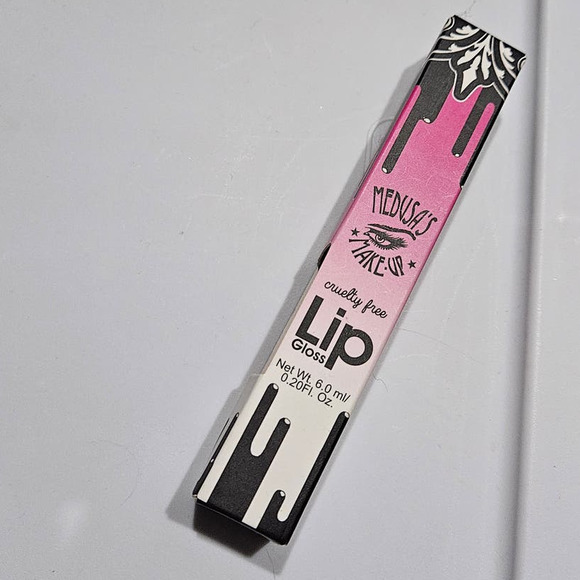 MEDUSA'S
MAKE-UP
cruelty free
Lip
Gloss
Net Wt. 6.0 ml/
0.20Fl. Oz.